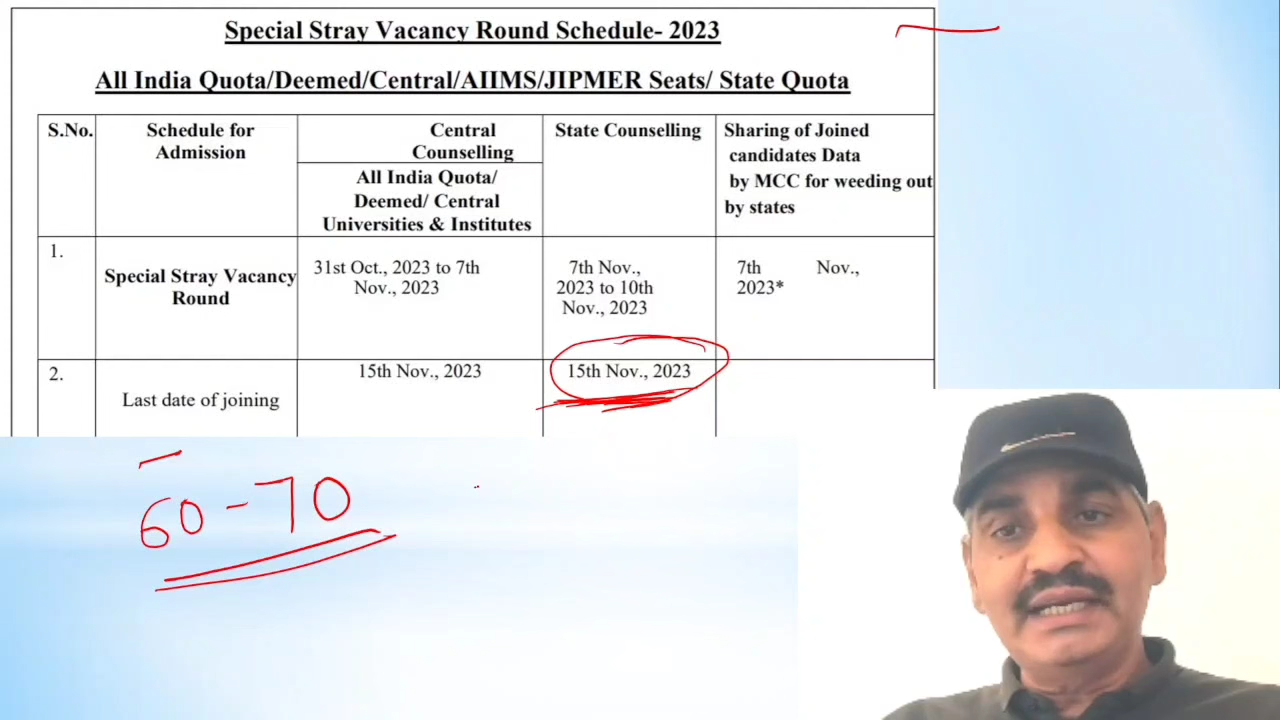 Special Stray Vacancy Round Schedule- 2023
All India Quota/Deemed/Central/AIIMS/JIPMER Seats/ State Quota
S.No.
Schedule for
Admission
Central
Counselling
All India Quota/
Deemed/ Central
Universities & Institutes
State Counselling
Sharing of Joined
candidates Data
by MCC for weeding out
by states
1.
Special Stray Vacancy
Round
31st Oct., 2023 to 7th
Nov., 2023
7th Nov.,
2023 to 10th
Nov., 2023
7th Nov.,
2023*
2.
Last date of joining
15th Nov., 2023
15th Nov., 2023
60-70